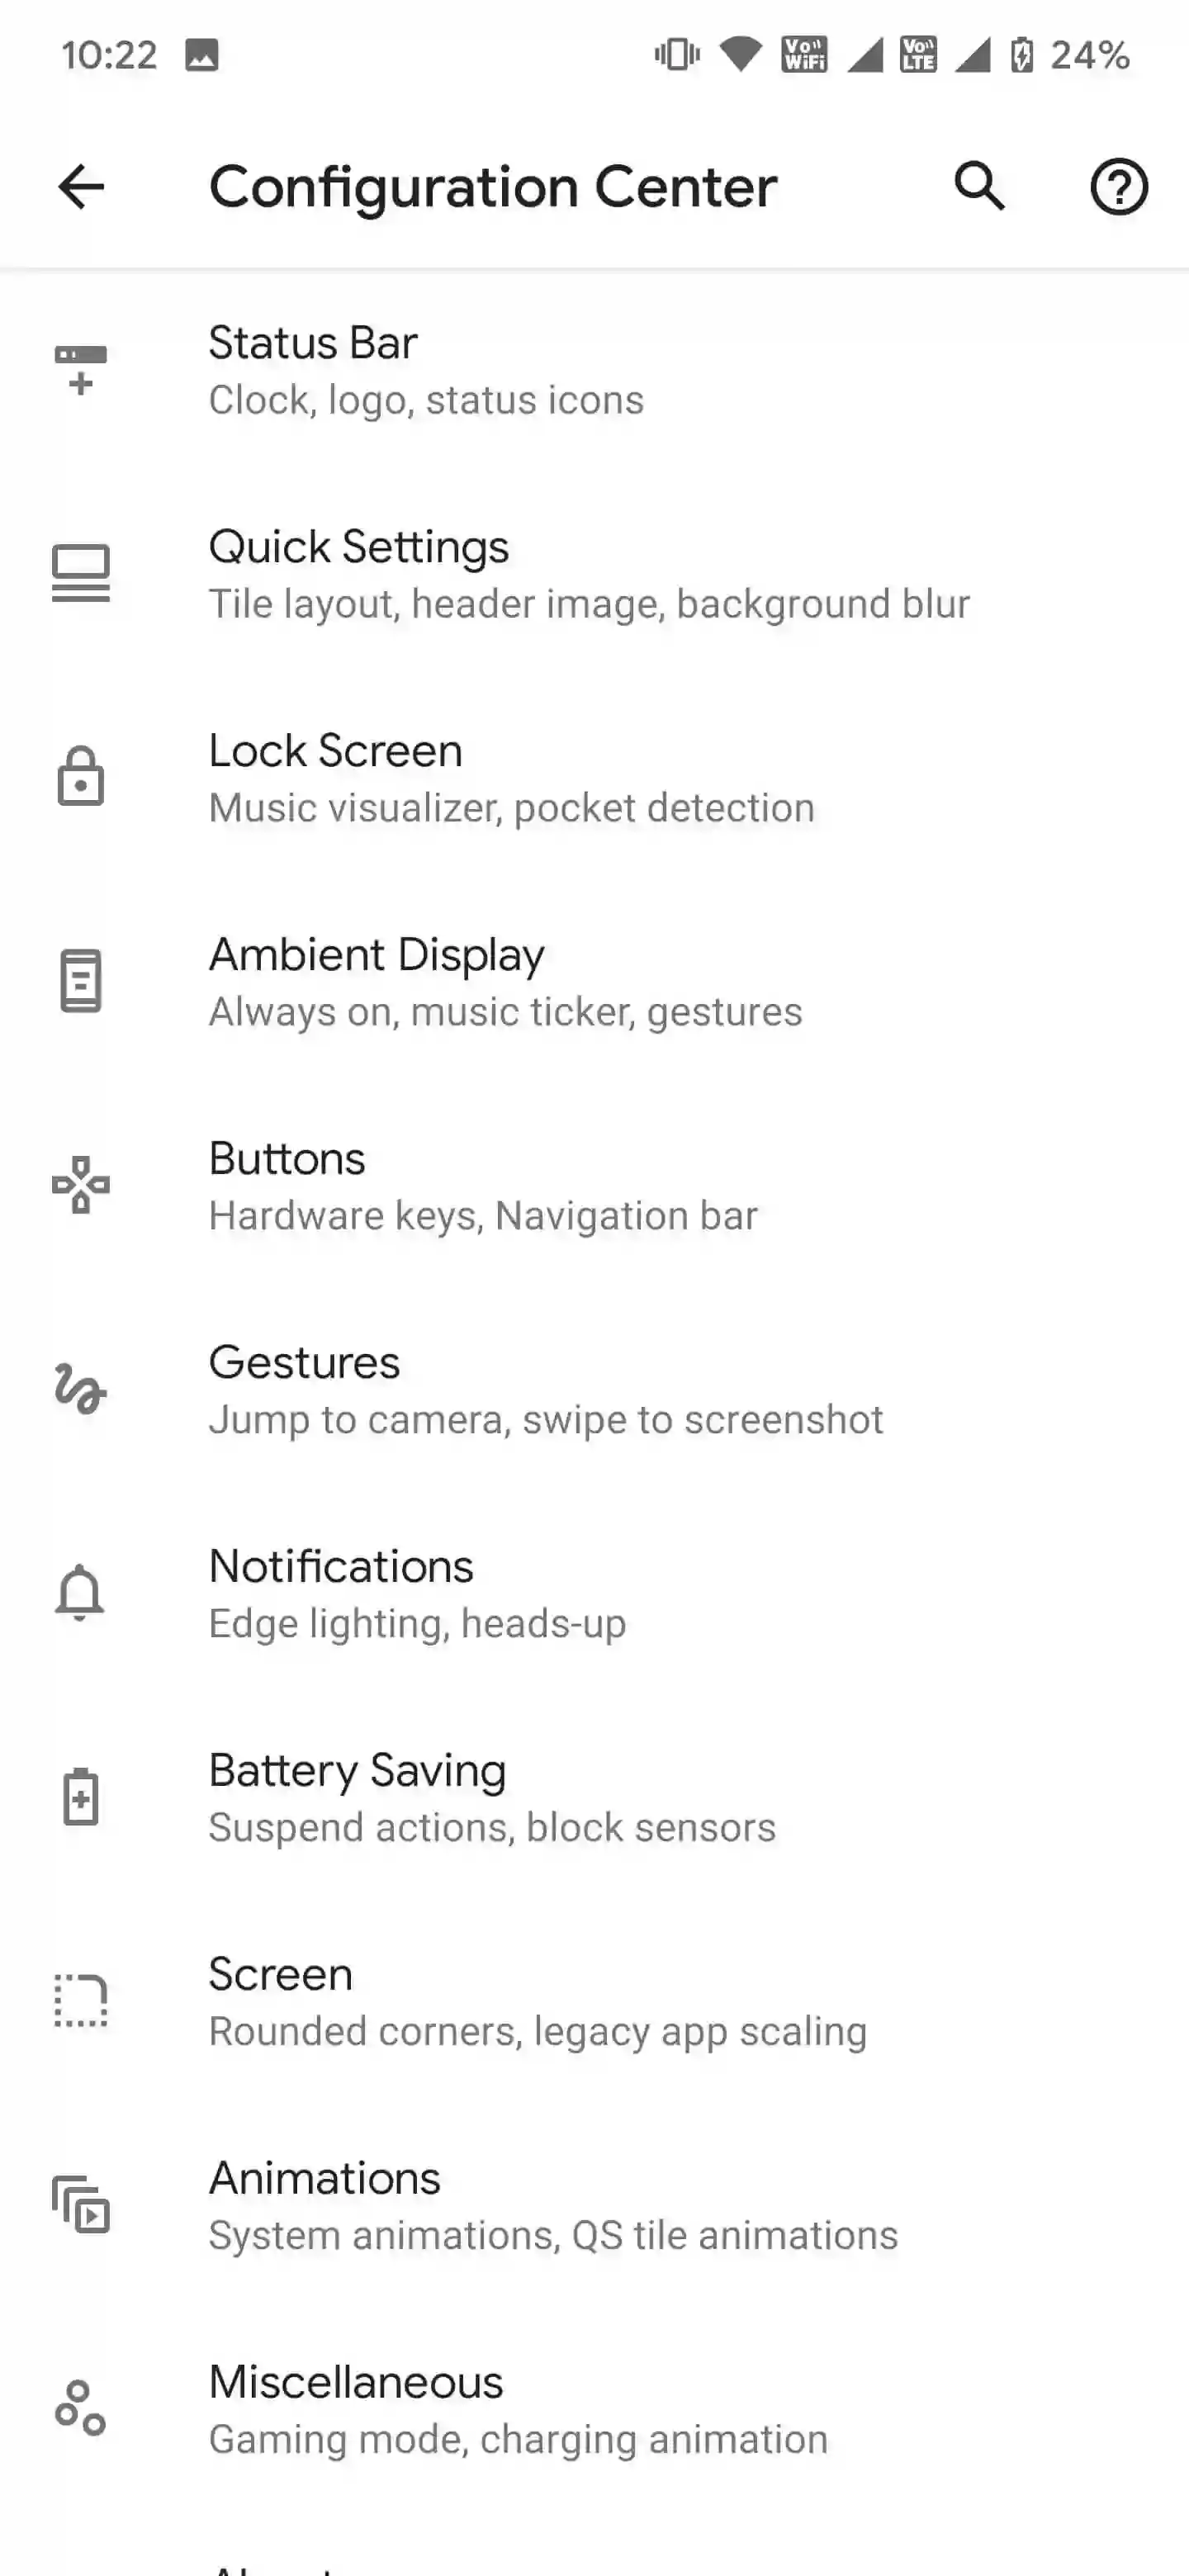 10:22 Vo WiFi Vo LTE 24%
Configuration Center
Status Bar
Clock, logo, status icons
Quick Settings
Tile layout, header image, background blur
Lock Screen
Music visualizer, pocket detection
Ambient Display
Always on, music ticker, gestures
Buttons
Hardware keys, Navigation bar
Gestures
Jump to camera, swipe to screenshot
Notifications
Edge lighting, heads-up
Battery Saving
Suspend actions, block sensors
Screen
Rounded corners, legacy app scaling
Animations
System animations, QS tile animations
Miscellaneous
Gaming mode, charging animation